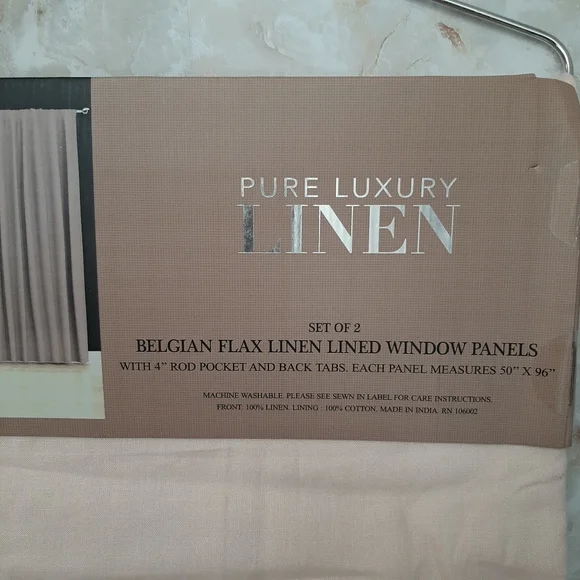 PURE LUXURY
LINEN
SET OF 2
BELGIAN FLAX LINEN LINED WINDOW PANELS
WITH 4” ROD POCKET AND BACK TABS. EACH PANEL MEASURES 50” X 96”
MACHINE WASHABLE. PLEASE SEE SEWN IN LABEL FOR CARE INSTRUCTIONS.
FRONT: 100% LINEN. LINING : 100% COTTON. MADE IN INDIA. RN 106002